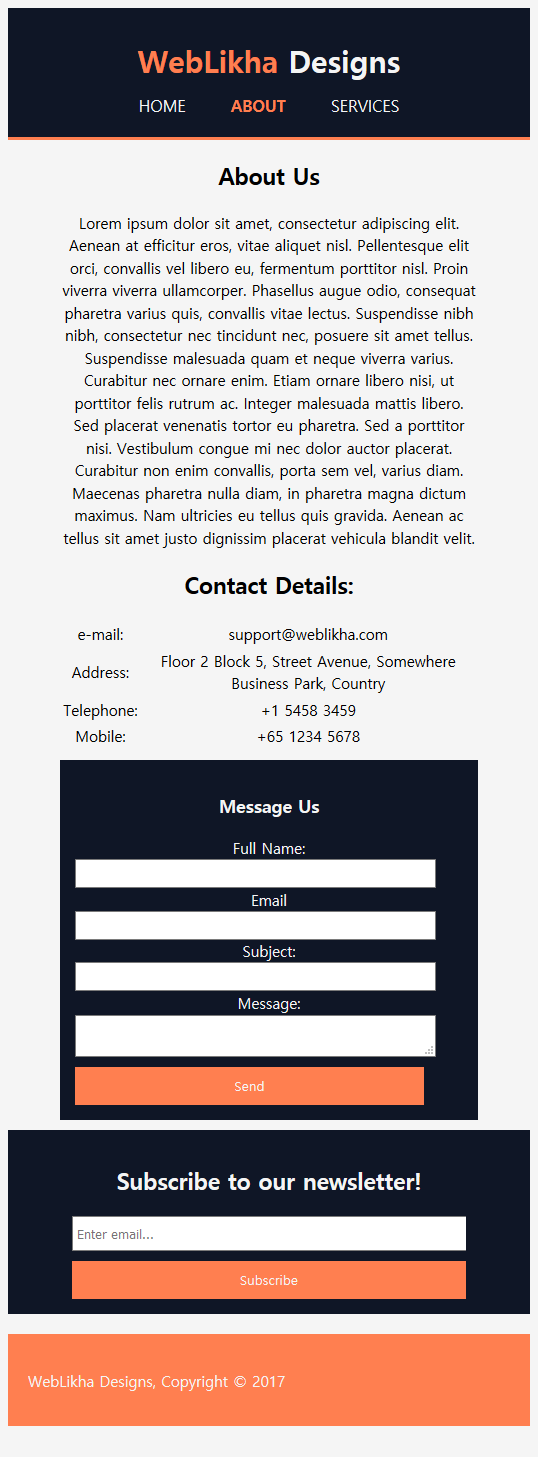 WebLikha Designs
HOME ABOUT SERVICES
About Us
Lorem ipsum dolor sit amet, consectetur adipiscing elit.
Aenean at efficitur eros, vitae aliquet nisl. Pellentesque elit
orci, convallis vel libero eu, fermentum porttitor nisl. Proin
viverra viverra ullamcorper. Phasellus augue odio, consequat
pharetra varius quis, convallis vitae lectus. Suspendisse nibh
nibh, consectetur nec tincidunt nec, posuere sit amet tellus.
Suspendisse malesuada quam et neque viverra varius.
Curabitur nec ornare enim. Etiam ornare libero nisi, ut
porttitor felis rutrum ac. Integer malesuada mattis libero.
Sed placerat venenatis tortor eu pharetra. Sed a porttitor
nisi. Vestibulum congue mi nec dolor auctor placerat.
Curabitur non enim convallis, porta sem vel, varius diam.
Maecenas pharetra nulla diam, in pharetra magna dictum
maximus. Nam ultricies eu tellus quis gravida. Aenean ac
tellus sit amet justo dignissim placerat vehicula blandit velit.
Contact Details:
e-mail: support@weblikha.com
Address: Floor 2 Block 5, Street Avenue, Somewhere
Business Park, Country
Telephone: +1 5458 3459
Mobile: +65 1234 5678
Message Us
Full Name:
Email
Subject:
Message:
Send
Subscribe to our newsletter!
Enter email...
Subscribe
WebLikha Designs, Copyright © 2017